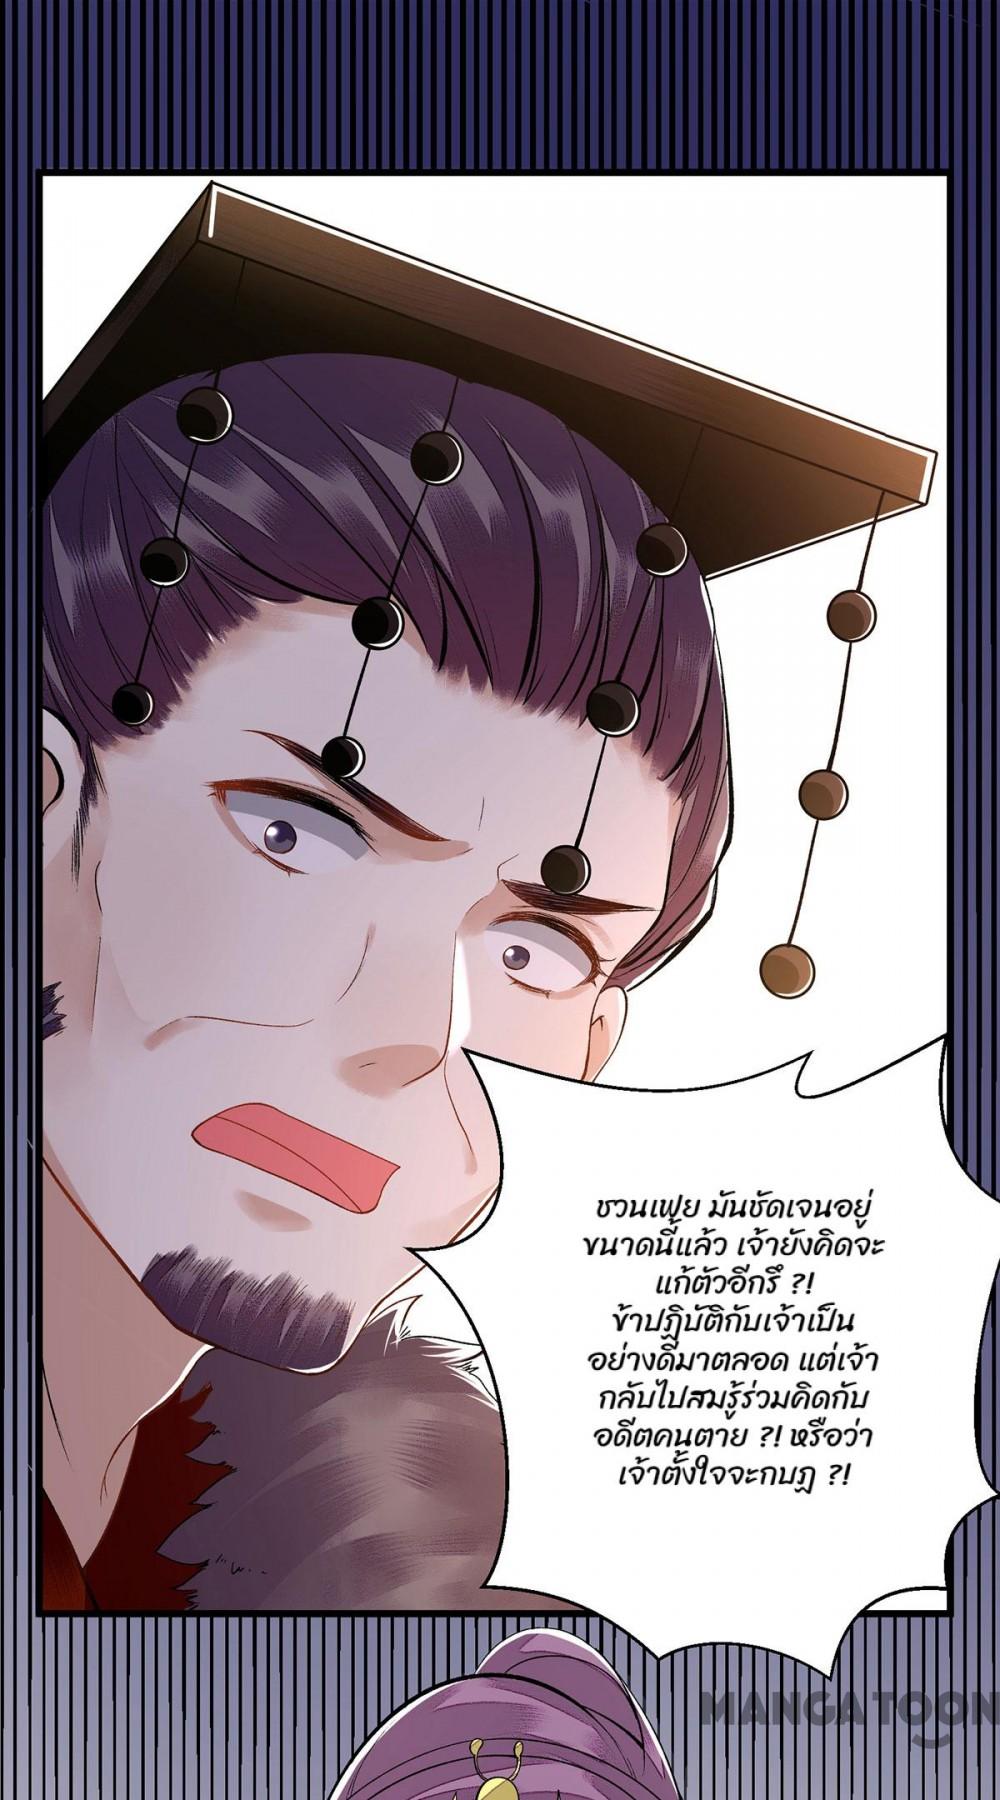 ชวนเฟย มันชัดเจนอยู่
ขนาดนี้แล้ว เจ้ายังคิดจะ
แก้ตัวอีกรึ ?!
ข้าปฏิบัติกับเจ้าเป็น
อย่างดีมาตลอด แต่เจ้า
กลับไปสมรู้ร่วมคิดกับ
อดีตคนตาย ?! หรือว่า
เจ้าตั้งใจจะกบฏ ?!
MANGATOON